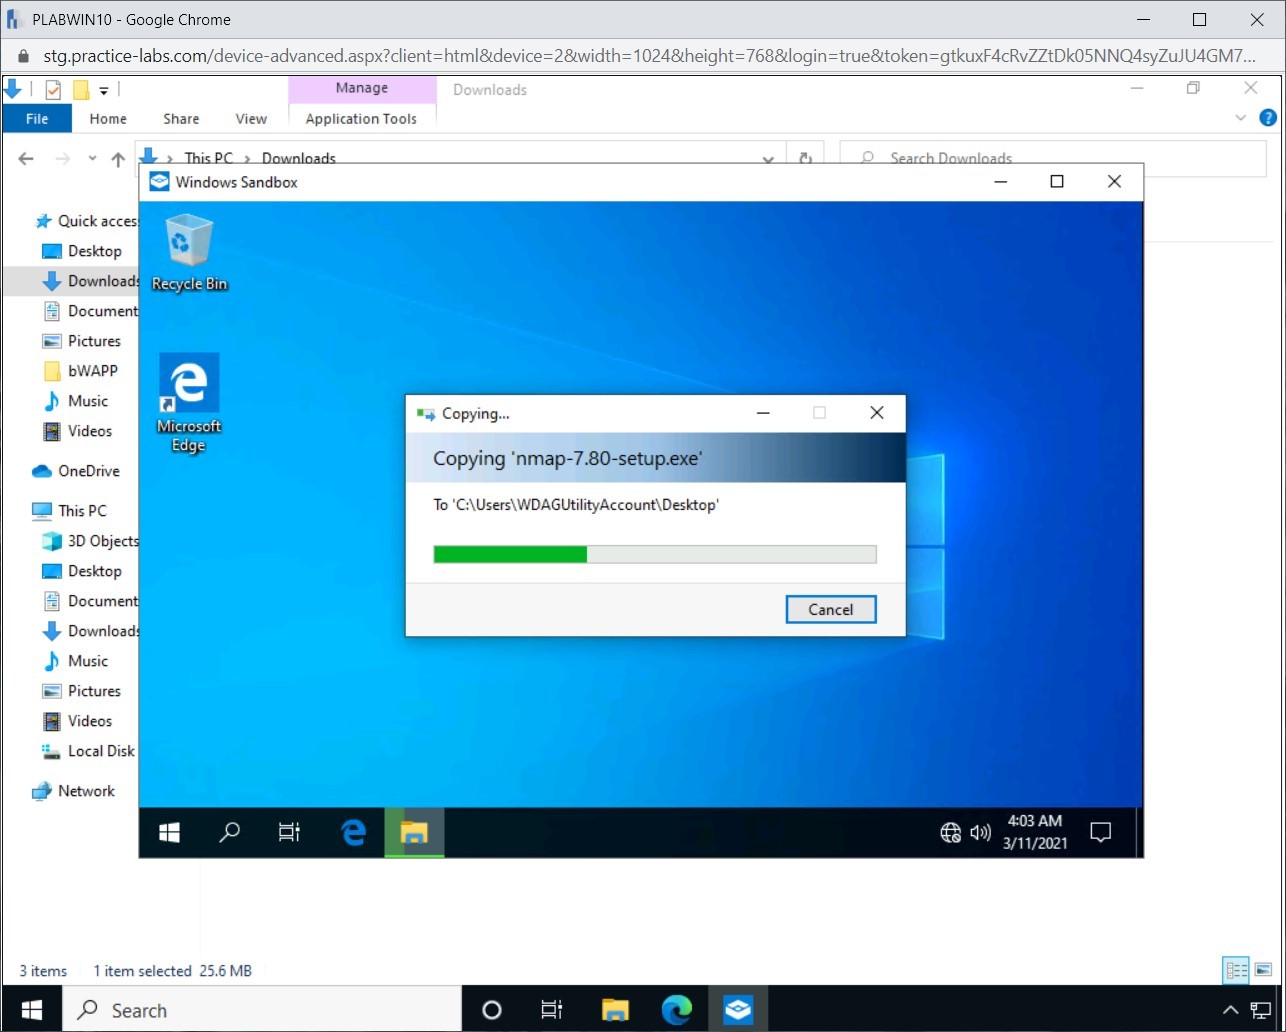 PLABWIN10 - Google Chrome
stg.practice-labs.com/device-advanced.aspx?client=html&device=2&width=1024&height=768&login=true&token=gtkuxF4cRvZZtDk05NNQ4syZuJU4GM7...
Manage
Downloads
File
Home
Share
View
Application Tools
This PC > Downloads
Search Downloads
Windows Sandbox
Quick acces
Desktop
Downloads
Document
Pictures
bWAPP
Music
Videos
OneDrive
This PC
3D Objects
Desktop
Document
Downloads
Music
Pictures
Videos
Local Disk
Network
Recycle Bin
Microsoft
Edge
Copying...
Copying 'nmap-7.80-setup.exe'
To 'C:\Users\WDAGUtilityAccount\Desktop'
Cancel
4:03 AM
3/11/2021
3 items
1 item selected 25.6 MB
Search